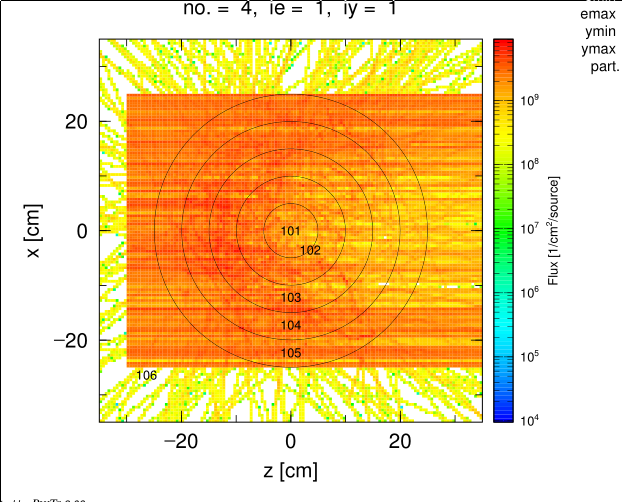 no. = 4, ie = 1, iy = 1
emax
ymin
ymax
part.
20
0
−20
x [cm]
101
102
103
104
105
106
−20
0
20
z [cm]
10⁹
10⁸
10⁷
10⁶
10⁵
10⁴
Flux [1/cm²/source]